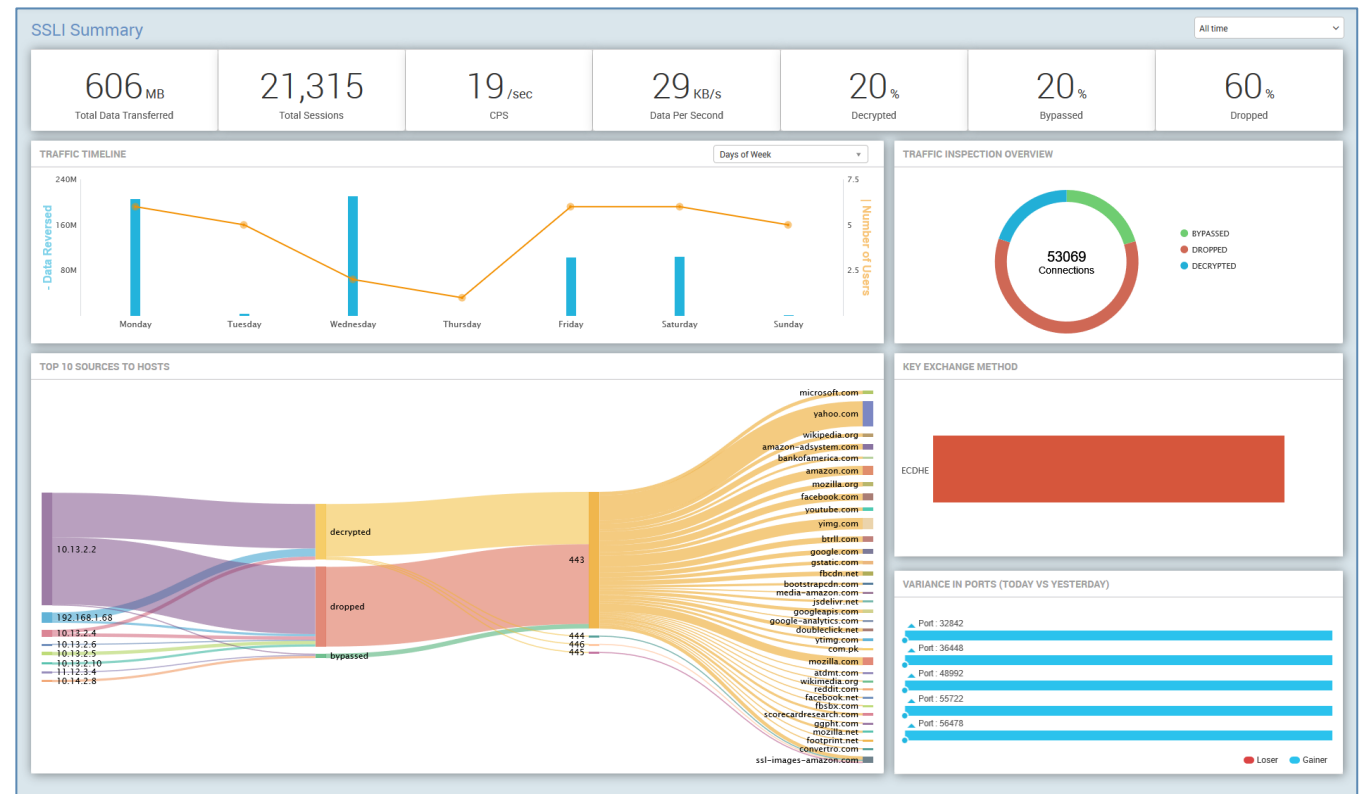 SSLI Summary
All time
606 MB
Total Data Transferred
21,315
Total Sessions
19 /sec
CPS
29 KB/s
Data Per Second
20 %
Decrypted
20 %
Bypassed
60 %
Dropped
TRAFFIC TIMELINE
Days of Week
240M
160M
80M
- Data Reversed
7.5
5
2.5
| Number of Users
Monday
Tuesday
Wednesday
Thursday
Friday
Saturday
Sunday
TRAFFIC INSPECTION OVERVIEW
53069
Connections
BYPASSED
DROPPED
DECRYPTED
TOP 10 SOURCES TO HOSTS
10.13.2.2
192.168.1.68
10.13.2.4
10.13.2.6
10.13.2.5
10.13.2.10
11.12.3.4
10.14.2.8
decrypted
dropped
bypassed
443
444
446
445
microsoft.com
yahoo.com
wikipedia.org
amazon-adsystem.com
bankofamerica.com
amazon.com
mozilla.org
facebook.com
youtube.com
yimg.com
btrll.com
google.com
gstatic.com
fbcdn.net
bootstrapcdn.com
media-amazon.com
jsdelivr.net
googleapis.com
google-analytics.com
doubleclick.net
ytimg.com
com.pk
mozilla.com
atdmt.com
wikimedia.org
reddit.com
facebook.net
fbsbx.com
scorecardresearch.com
ggpht.com
mozilla.net
footprint.net
convertro.com
ssl-images-amazon.com
KEY EXCHANGE METHOD
ECDHE
VARIANCE IN PORTS (TODAY VS YESTERDAY)
Port : 32842
Port : 36448
Port : 48992
Port : 55722
Port : 56478
Loser
Gainer